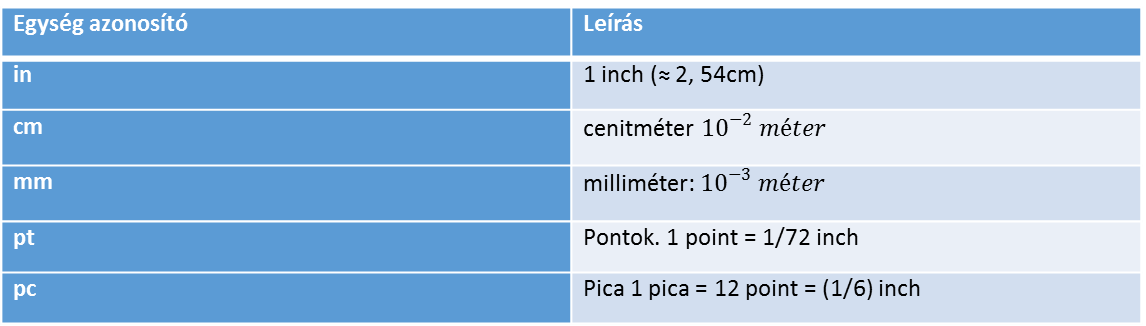 Egység azonosító Leírás
in 1 inch (≈ 2, 54cm)
cm cenitméter 10⁻² méter
mm milliméter: 10⁻³ méter
pt Pontok. 1 point = 1/72 inch
pc Pica 1 pica = 12 point = (1/6) inch